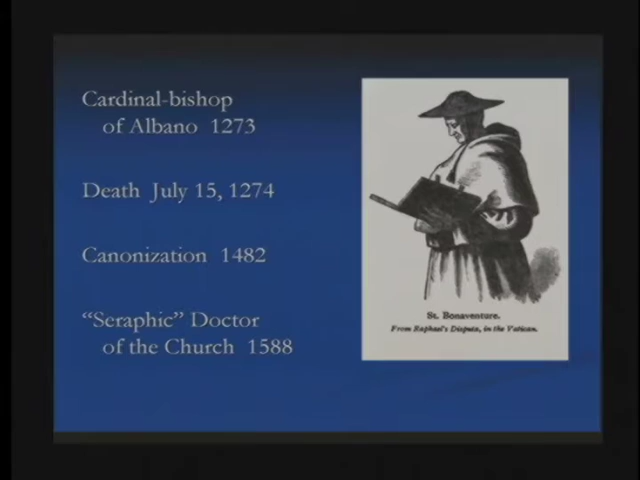 Cardinal-bishop
of Albano 1273
Death July 15, 1274
Canonization 1482
“Seraphic” Doctor
of the Church 1588
St. Bonaventure.
From Raphael's Disputa, in the Vatican.